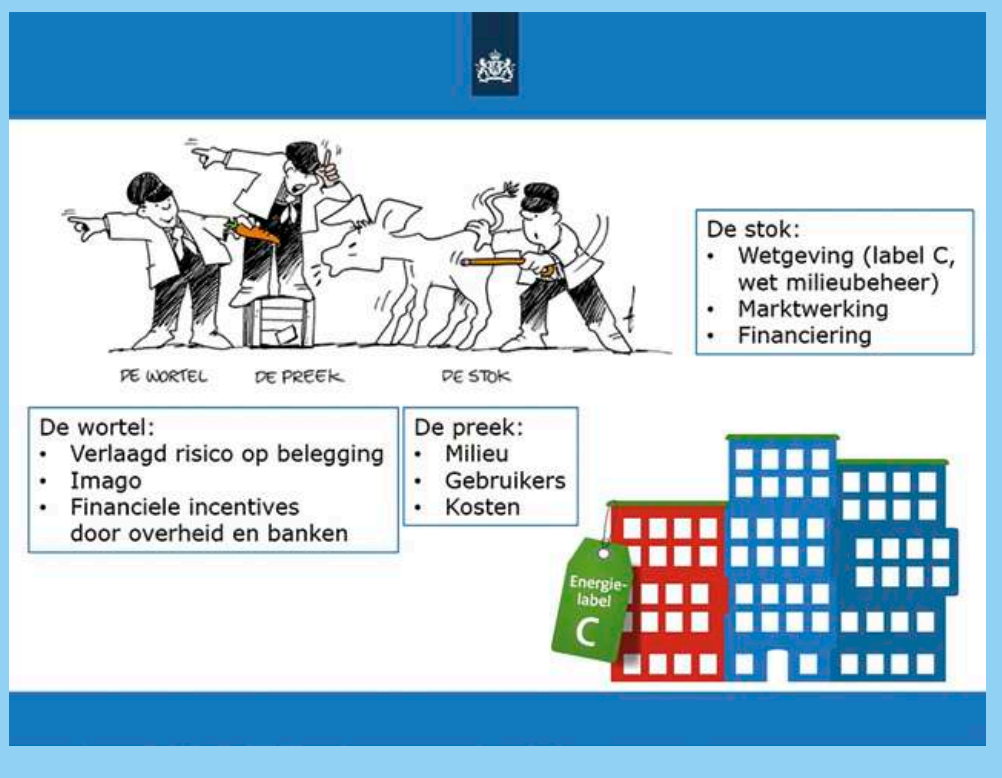 DE WORTEL
DE PREEK
DE STOK
De stok:
• Wetgeving (label C,
wet milieubeheer)
• Marktwerking
• Financiering
De wortel:
• Verlaagd risico op belegging
• Imago
• Financiele incentives
door overheid en banken
De preek:
• Milieu
• Gebruikers
• Kosten
Energie-
label
C